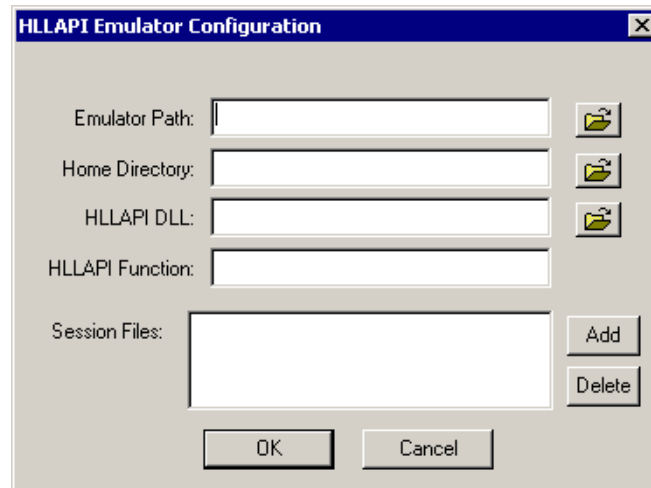 HLLAPI Emulator Configuration
Emulator Path:
Home Directory:
HLLAPI DLL:
HLLAPI Function:
Session Files:
Add
Delete
OK Cancel